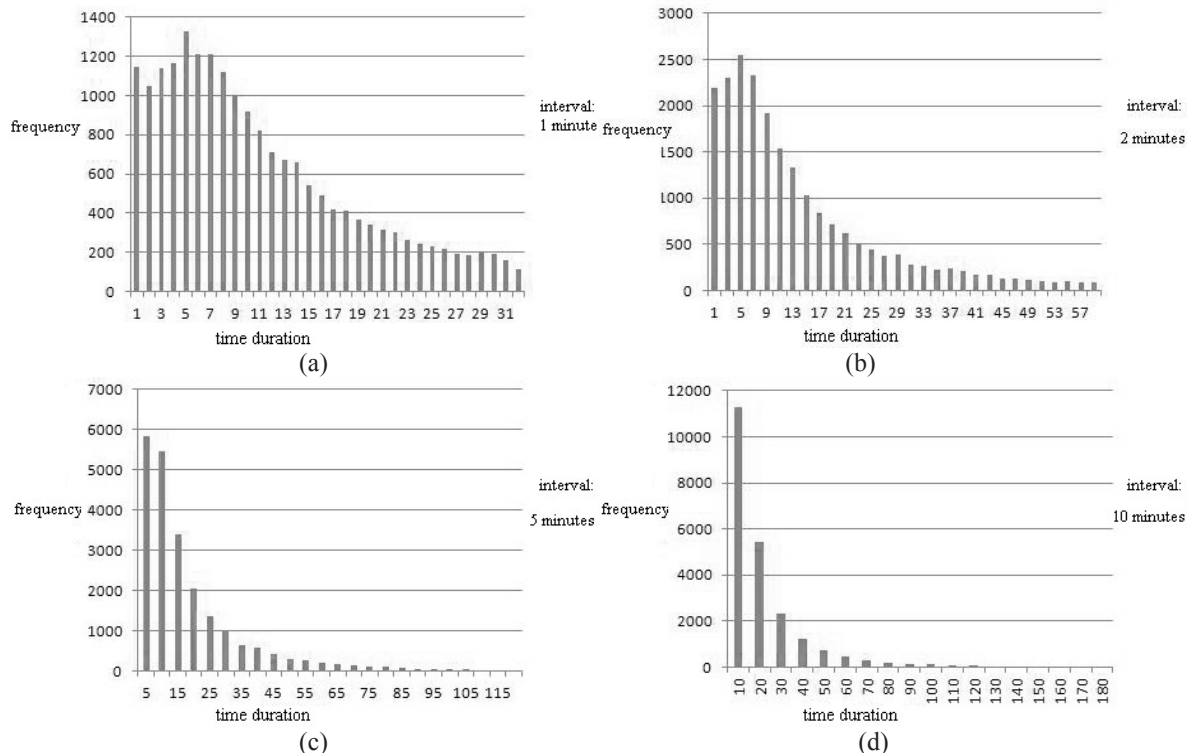 1400
1200
1000
800
600
400
200
0
frequency
interval:
1 minute
1 3 5 7 9 11 13 15 17 19 21 23 25 27 29 31
time duration
(a)
3000
2500
2000
1500
1000
500
0
frequency
interval:
2 minutes
1 5 9 13 17 21 25 29 33 37 41 45 49 53 57
time duration
(b)
7000
6000
5000
4000
3000
2000
1000
0
frequency
interval:
5 minutes
5 15 25 35 45 55 65 75 85 95 105 115
time duration
(c)
12000
10000
8000
6000
4000
2000
0
frequency
interval:
10 minutes
10 20 30 40 50 60 70 80 90 100 110 120 130 140 150 160 170 180
time duration
(d)